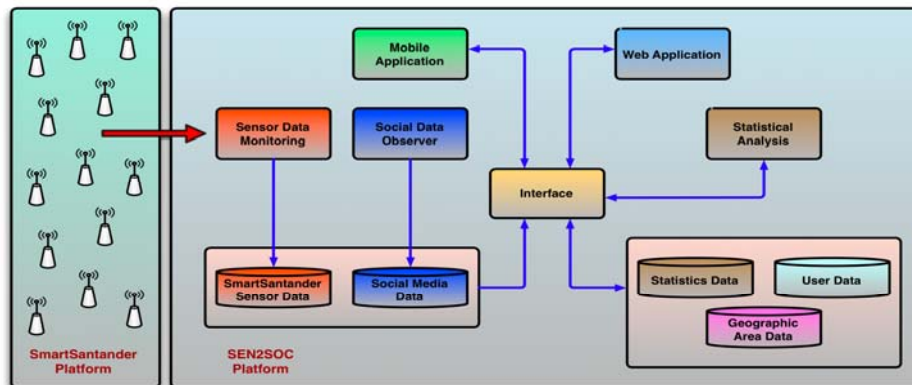 Mobile
Application
Web Application
Sensor Data
Monitoring
Social Data
Observer
Statistical
Analysis
Interface
SmartSantander
Sensor Data
Social Media
Data
Statistics Data
User Data
Geographic
Area Data
SmartSantander
Platform
SEN2SOC
Platform